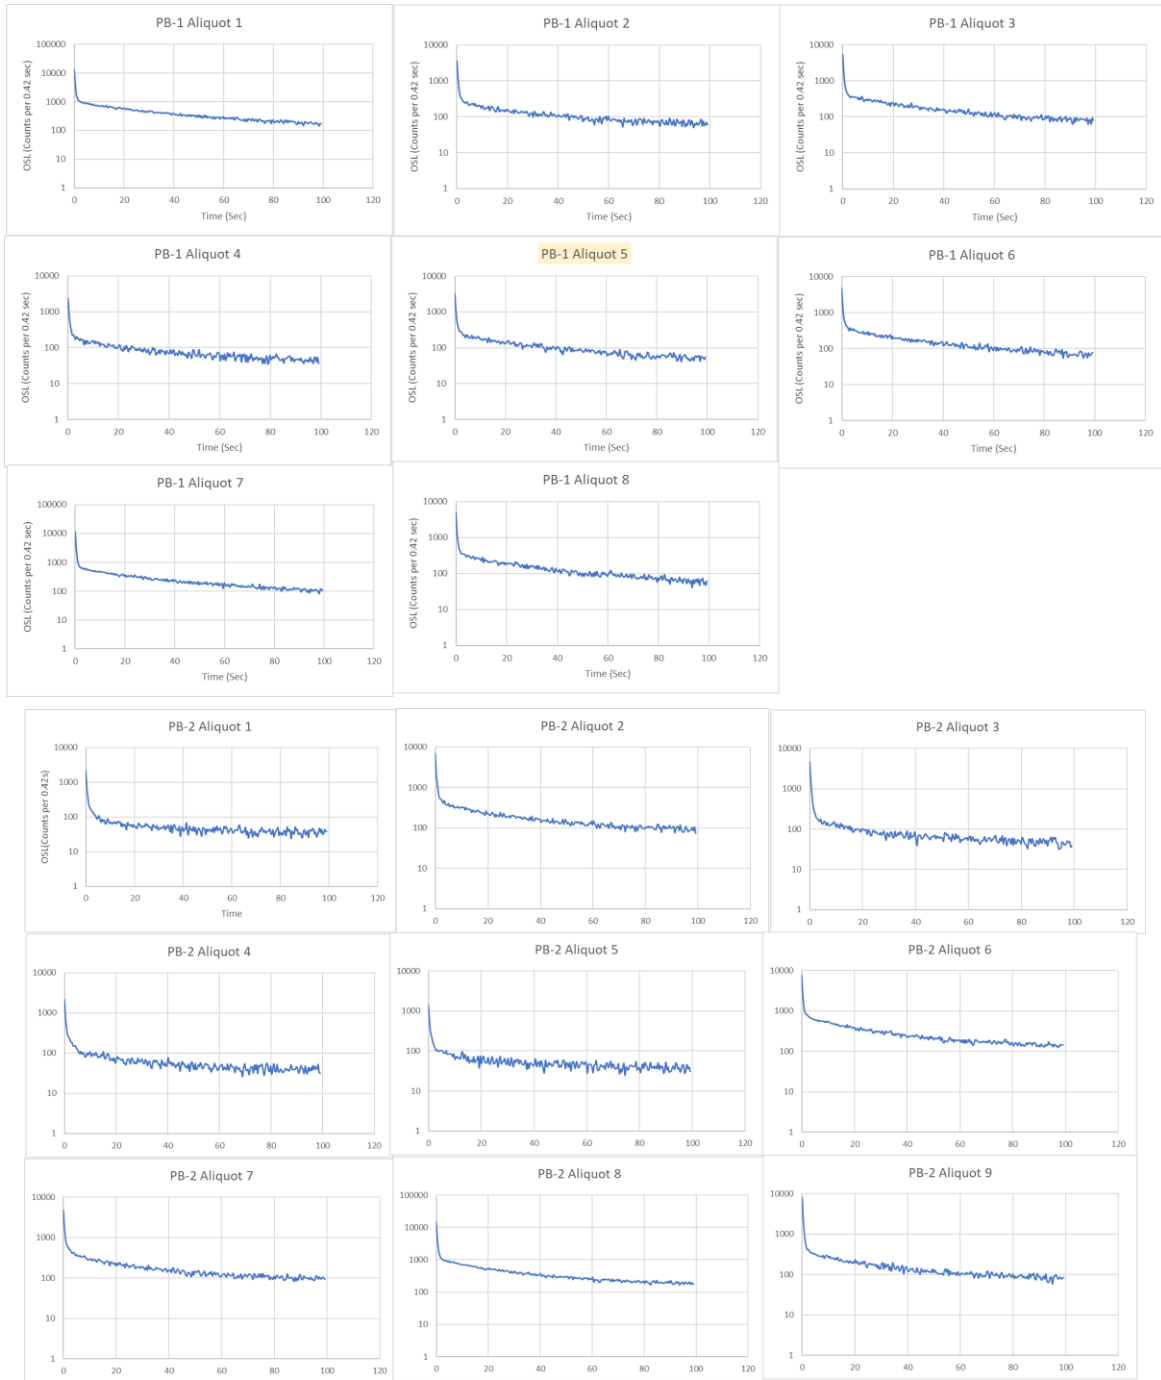 PB-1 Aliquot 1
OSL (Counts per 0.42 sec)
100000
10000
1000
100
10
1
0 20 40 60 80 100 120
Time (Sec)
PB-1 Aliquot 2
OSL (Counts per 0.42 sec)
10000
1000
100
10
1
0 20 40 60 80 100 120
Time (Sec)
PB-1 Aliquot 3
OSL (Counts per 0.42 sec)
10000
1000
100
10
1
0 20 40 60 80 100 120
Time (Sec)
PB-1 Aliquot 4
OSL (Counts per 0.42 sec)
10000
1000
100
10
1
0 20 40 60 80 100 120
Time (Sec)
PB-1 Aliquot 5
OSL (Counts per 0.42 sec)
10000
1000
100
10
1
0 20 40 60 80 100 120
Time (Sec)
PB-1 Aliquot 6
OSL (Counts per 0.42 sec)
10000
1000
100
10
1
0 20 40 60 80 100 120
Time (Sec)
PB-1 Aliquot 7
OSL (Counts per 0.42 sec)
100000
10000
1000
100
10
1
0 20 40 60 80 100 120
Time (Sec)
PB-1 Aliquot 8
OSL (Counts per 0.42 sec)
10000
1000
100
10
1
0 20 40 60 80 100 120
Time (Sec)
PB-2 Aliquot 1
OSL(Counts per 0.42s)
10000
1000
100
10
1
0 20 40 60 80 100 120
Time
PB-2 Aliquot 2
10000
1000
100
10
1
0 20 40 60 80 100 120
PB-2 Aliquot 3
10000
1000
100
10
1
0 20 40 60 80 100 120
PB-2 Aliquot 4
10000
1000
100
10
1
0 20 40 60 80 100 120
PB-2 Aliquot 5
10000
1000
100
10
1
0 20 40 60 80 100 120
PB-2 Aliquot 6
10000
1000
100
10
1
0 20 40 60 80 100 120
PB-2 Aliquot 7
10000
1000
100
10
1
0 20 40 60 80 100 120
PB-2 Aliquot 8
100000
10000
1000
100
10
1
0 20 40 60 80 100 120
PB-2 Aliquot 9
10000
1000
100
10
1
0 20 40 60 80 100 120